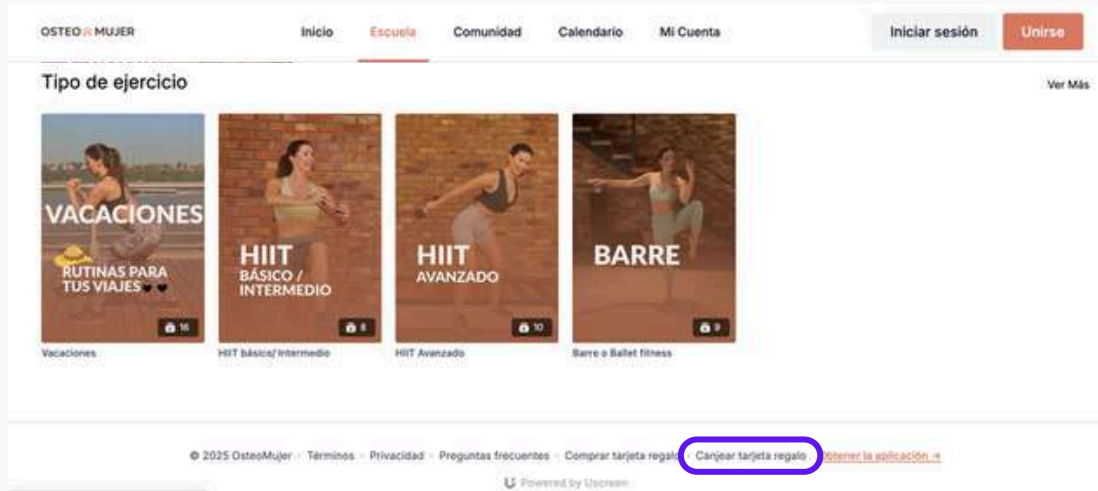 OSTEO MUJER
Inicio Escuela Comunidad Calendario Mi Cuenta Iniciar sesión Unirse
Tipo de ejercicio
Ver Más
VACACIONES
RUTINAS PARA
TUS VIAJES
16
Vacaciones
HIIT
BÁSICO /
INTERMEDIO
8
HIIT básico/ Intermedio
HIIT
AVANZADO
10
HIIT Avanzado
BARRE
9
Barre o Ballet fitness
© 2025 OsteoMujer · Términos · Privacidad · Preguntas frecuentes · Comprar tarjeta regalo · Canjear tarjeta regalo · Obtener la aplicación →
Powered by Uscreen